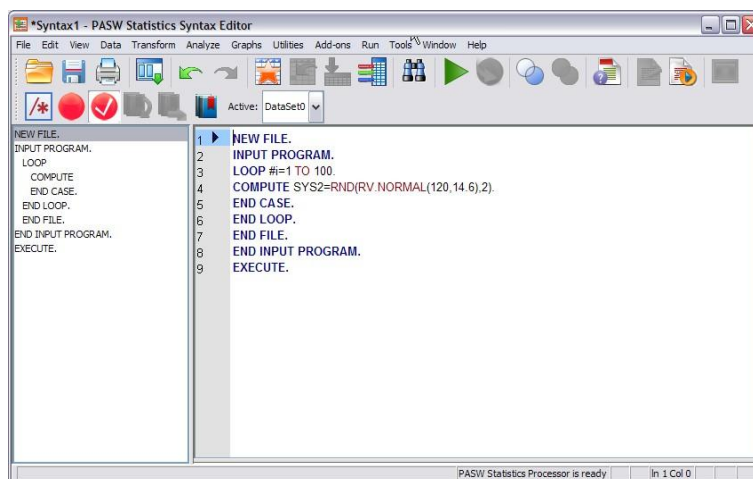 *Syntax1 - PASW Statistics Syntax Editor
File Edit View Data Transform Analyze Graphs Utilities Add-ons Run Tools Window Help
/*
Active: DataSet0
NEW FILE.
INPUT PROGRAM.
LOOP
COMPUTE
END CASE.
END LOOP.
END FILE.
END INPUT PROGRAM.
EXECUTE.
1 NEW FILE.
2 INPUT PROGRAM.
3 LOOP #i=1 TO 100.
4 COMPUTE SYS2=RND(RV.NORMAL(120,14.6),2).
5 END CASE.
6 END LOOP.
7 END FILE.
8 END INPUT PROGRAM.
9 EXECUTE.
PASW Statistics Processor is ready In 1 Col 0